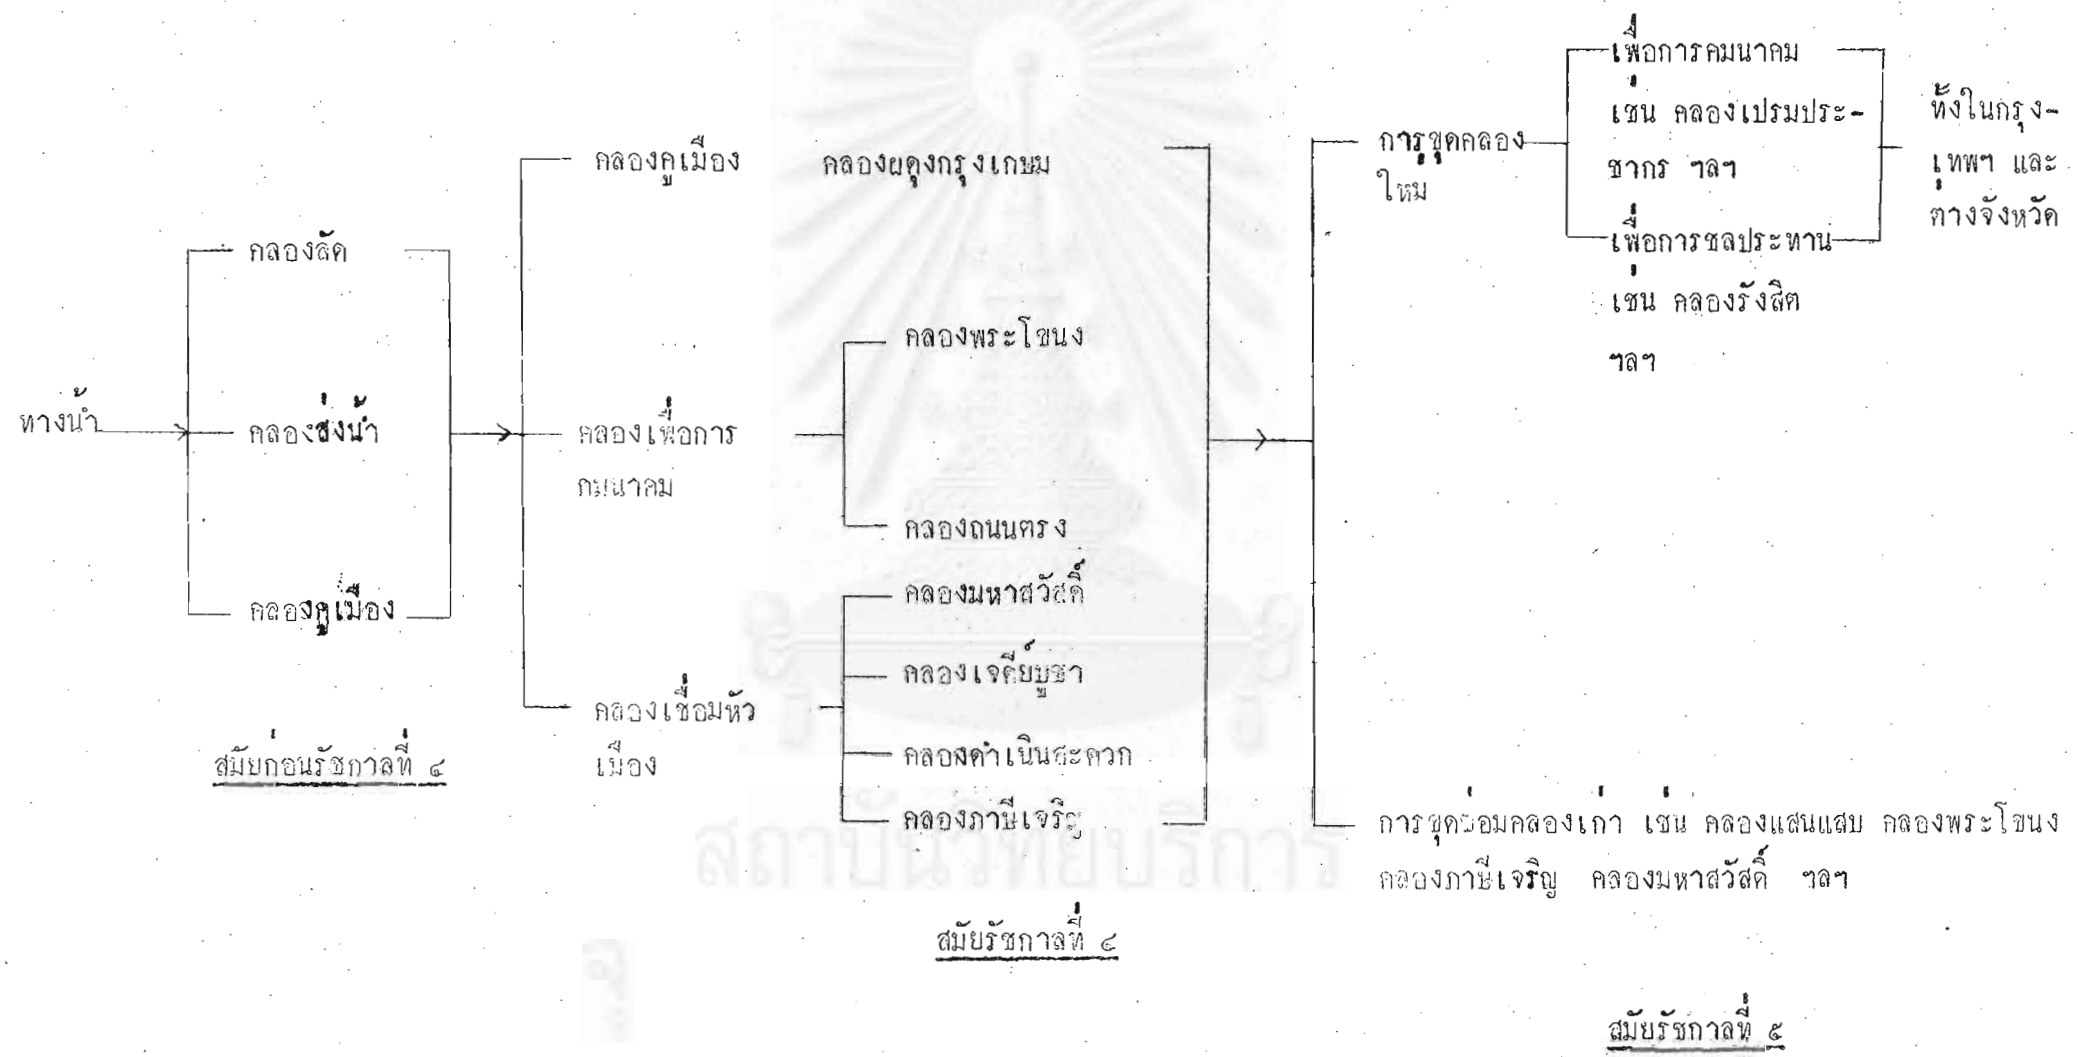 ทางน้ำ
คลองลัด
คลองส่งน้ำ
คลองคูเมือง
สมัยก่อนรัชกาลที่ ๔
คลองคูเมือง คลองผดุงกรุงเกษม
คลองเพื่อการ
คมนาคม
คลองพระโขนง
คลองถนนตรง
คลองเชื่อมหัว
เมือง
คลองมหาสวัสดิ์
คลองเจดีย์บูชา
คลองดำเนินสะดวก
คลองภาษีเจริญ
สมัยรัชกาลที่ ๔
การขุดคลอง
ใหม่
เพื่อการคมนาคม
เช่น คลองเปรมประ-
ชากร ฯลฯ
เพื่อการชลประทาน
เช่น คลองรังสิต
ฯลฯ
ทั้งในกรุง-
เทพฯ และ
ต่างจังหวัด
การขุดซ่อมคลองเก่า เช่น คลองแสนแสบ คลองพระโขนง
คลองภาษีเจริญ คลองมหาสวัสดิ์ ฯลฯ
สมัยรัชกาลที่ ๕
สถาบันวิทยบริการ